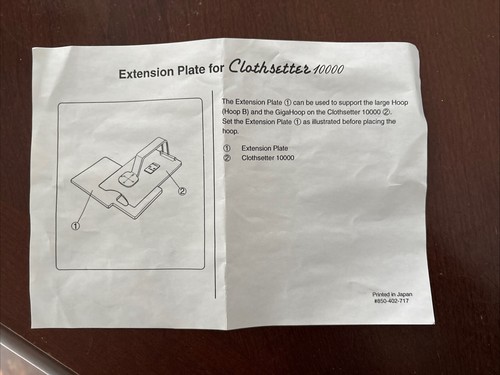 Extension Plate for Clothsetter 10000
The Extension Plate ① can be used to support the large Hoop
(Hoop B) and the GigaHoop on the Clothsetter 10000 ②.
Set the Extension Plate ① as illustrated before placing the
hoop.
① Extension Plate
② Clothsetter 10000
①
②
Printed in Japan
#850-402-717